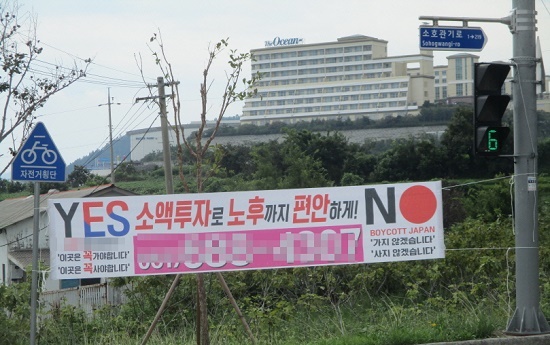 The Ocean
소호관기로
Sohogwangi-ro
1→218
6
자전거횡단
YES 소액투자로 노후까지 편안하게! NO
BOYCOTT JAPAN
'이곳은 꼭 가야합니다'
'이곳은 꼭 사야합니다'
'가지 않겠습니다'
'사지 않겠습니다'